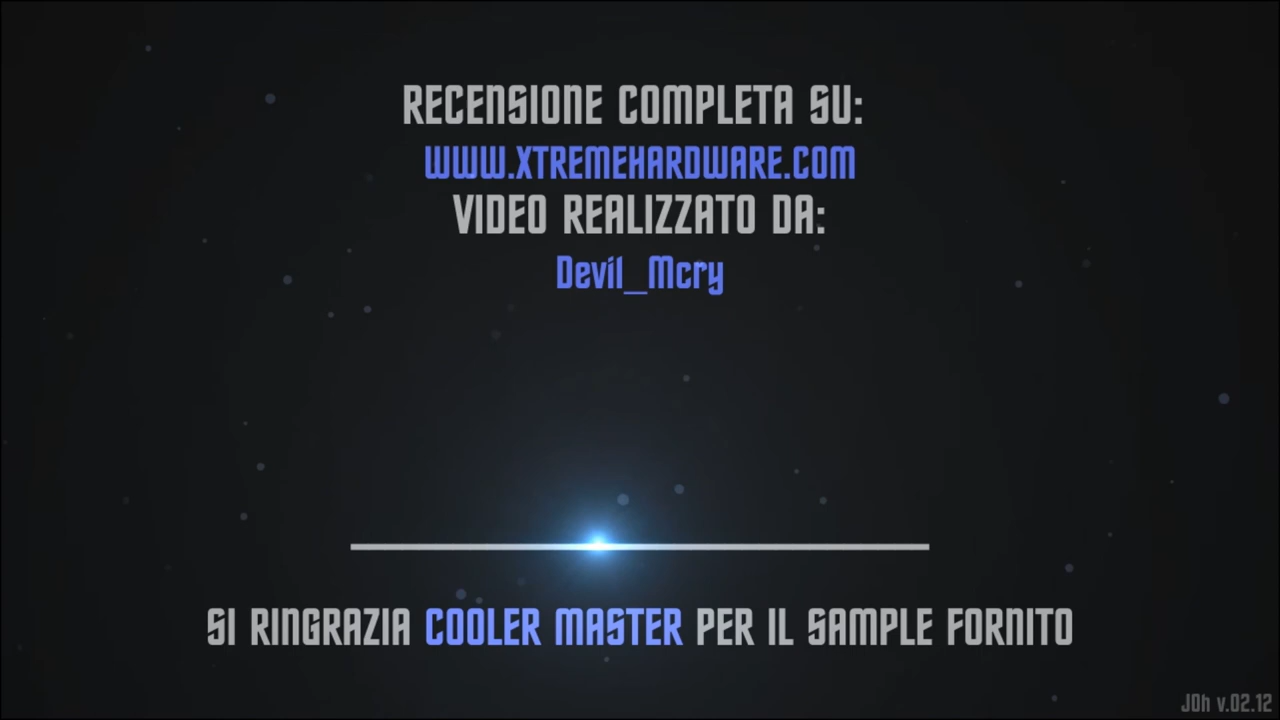 RECENSIONE COMPLETA SU:
WWW.XTREMEHARDWARE.COM
VIDEO REALIZZATO DA:
Devil_Mcry
SI RINGRAZIA COOLER MASTER PER IL SAMPLE FORNITO
J0h v.02.12